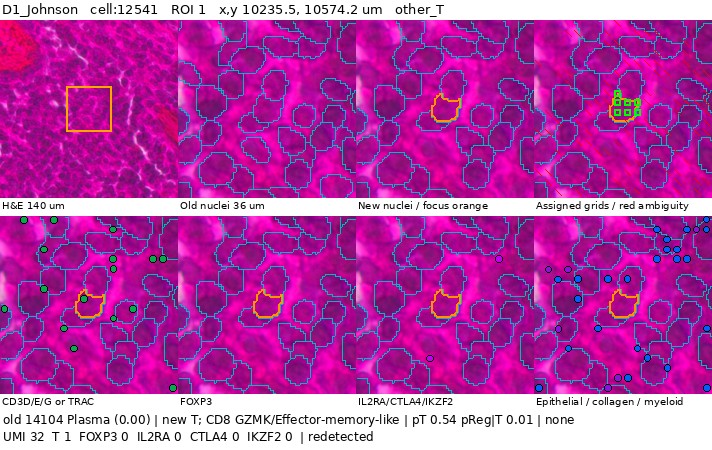 D1_Johnson cell:12541 ROI 1 x,y 10235.5, 10574.2 um other_T
H&E 140 um
Old nuclei 36 um
New nuclei / focus orange
Assigned grids / red ambiguity
CD3D/E/G or TRAC
FOXP3
IL2RA/CTLA4/IKZF2
Epithelial / collagen / myeloid
old 14104 Plasma (0.00) | new T; CD8 GZMK/Effector-memory-like | pT 0.54 pReg|T 0.01 | none
UMI 32 T 1 FOXP3 0 IL2RA 0 CTLA4 0 IKZF2 0 | redetected